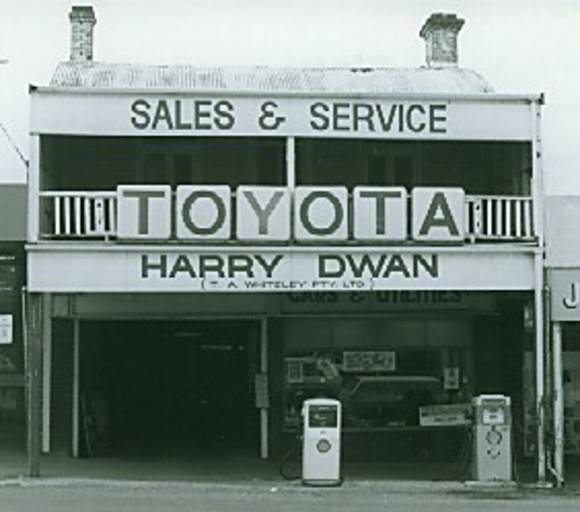 SALES & SERVICE
TOYOTA
HARRY DWAN
(T. A. WHITELEY PTY. LTD.)
CARS & UTILITIES
J